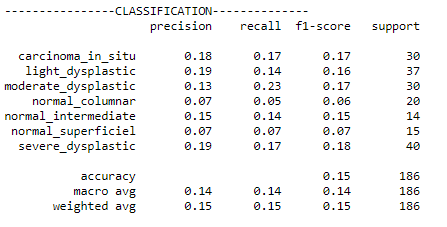 ----------------CLASSIFICATION--------------
precision recall f1-score support
carcinoma_in_situ 0.18 0.17 0.17 30
light_dysplastic 0.19 0.14 0.16 37
moderate_dysplastic 0.13 0.23 0.17 30
normal_columnar 0.07 0.05 0.06 20
normal_intermediate 0.15 0.14 0.15 14
normal_superficiel 0.07 0.07 0.07 15
severe_dysplastic 0.19 0.17 0.18 40
accuracy 0.15 186
macro avg 0.14 0.14 0.14 186
weighted avg 0.15 0.15 0.15 186